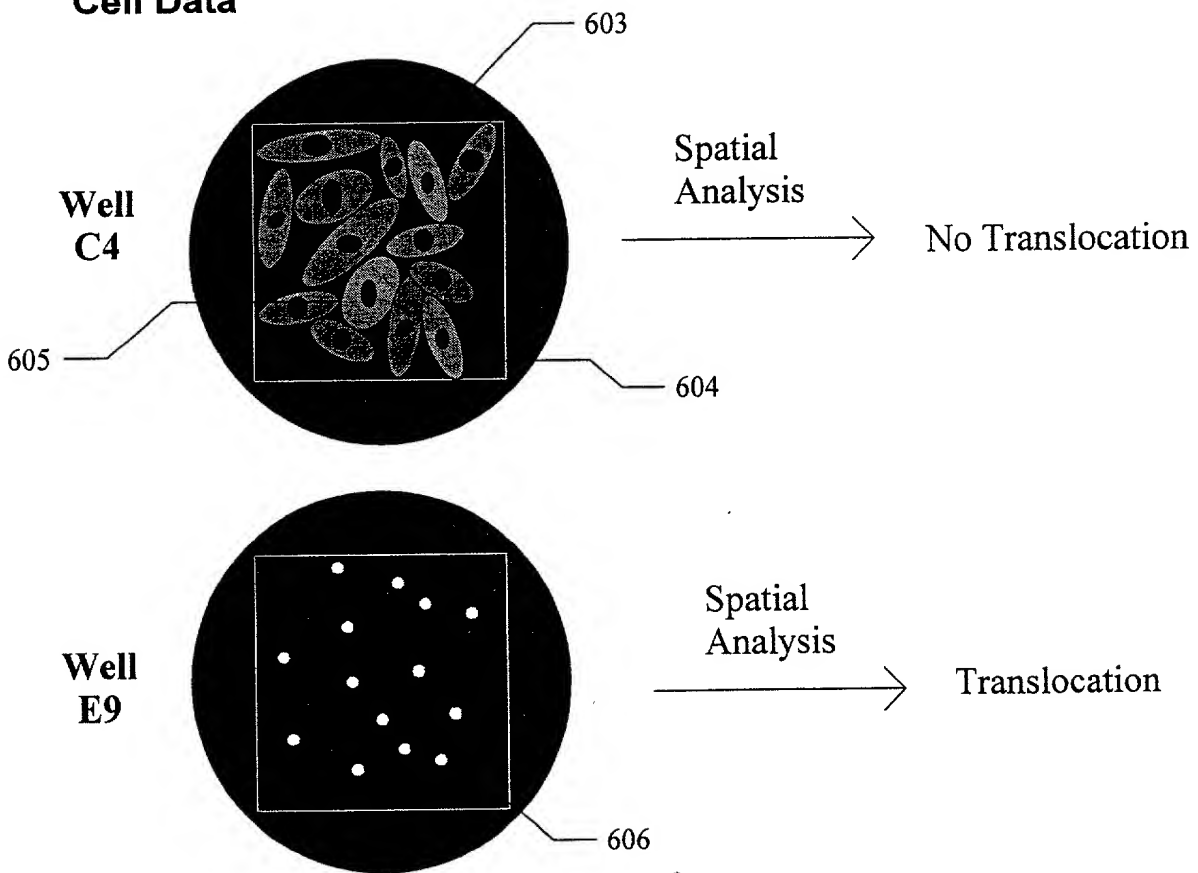 Cell Data
603
Well
C4
Spatial
Analysis
No Translocation
605
604
Well
E9
Spatial
Analysis
Translocation
606